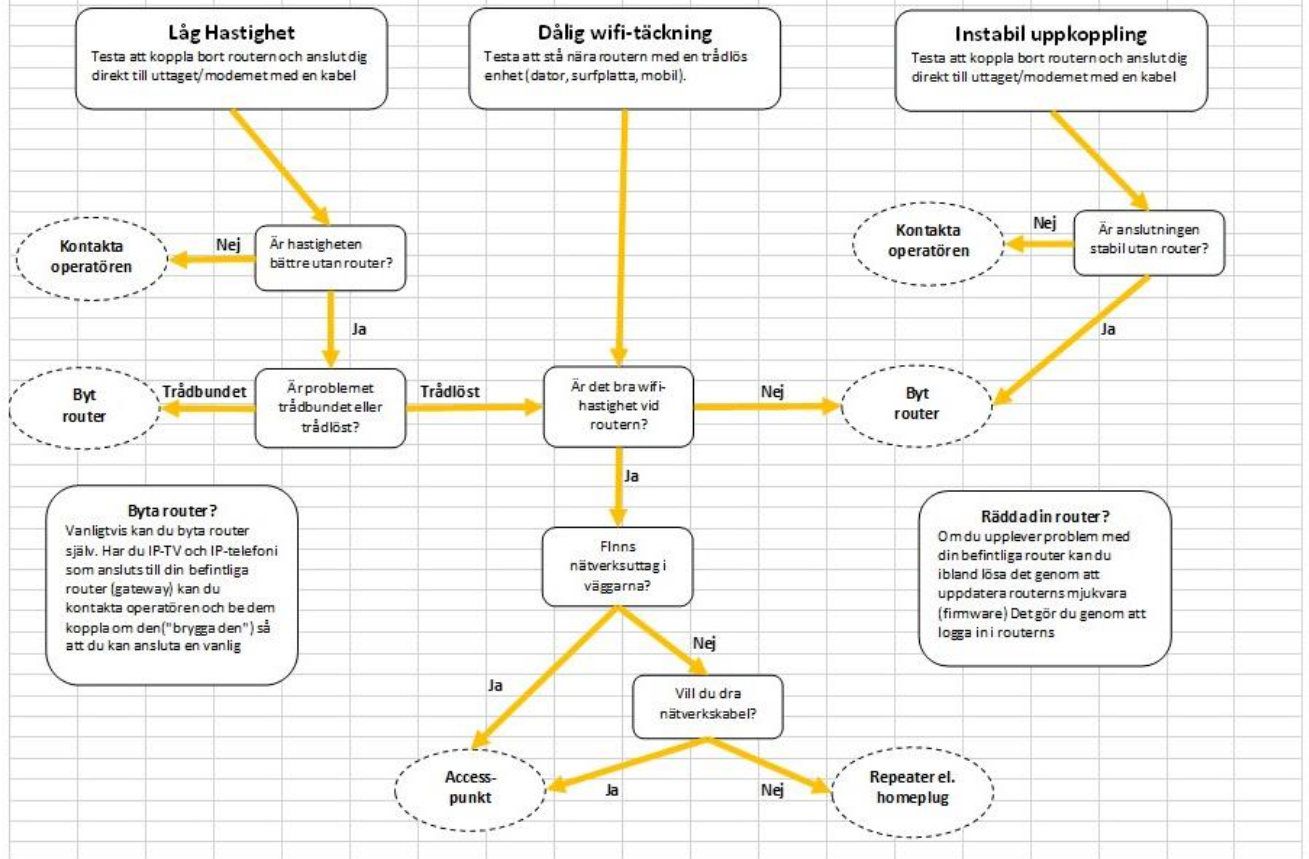 Låg Hastighet
Testa att koppla bort routern och anslut dig
direkt till uttaget/modemet med en kabel
Dålig wifi-täckning
Testa att stå nära routern med en trådlös
enhet (dator, surfplatta, mobil).
Instabil uppkoppling
Testa att koppla bort routern och anslut dig
direkt till uttaget/modemet med en kabel
Kontakta
operatören
Nej
Är hastigheten
bättre utan router?
Kontakta
operatören
Nej
Är anslutningen
stabil utan router?
Ja
Ja
Byt
router
Trådbundet
Är problemet
trådbundet eller
trådlöst?
Trådlöst
Är det bra wifi-
hastighet vid
routern?
Nej
Byt
router
Ja
Byta router?
Vanligtvis kan du byta router
själv. Har du IP-TV och IP-telefoni
som ansluts till din befintliga
router (gateway) kan du
kontakta operatören och be dem
koppla om den("brygga den") så
att du kan ansluta en vanlig
FInns
nätverksuttag i
väggarna?
Rädda din router?
Om du upplever problem med
din befintliga router kan du
ibland lösa det genom att
uppdatera routerns mjukvara
(firmware) Det gör du genom att
logga in i routerns
Nej
Ja
Vill du dra
nätverkskabel?
Access-
punkt
Ja
Nej
Repeater el.
homeplug